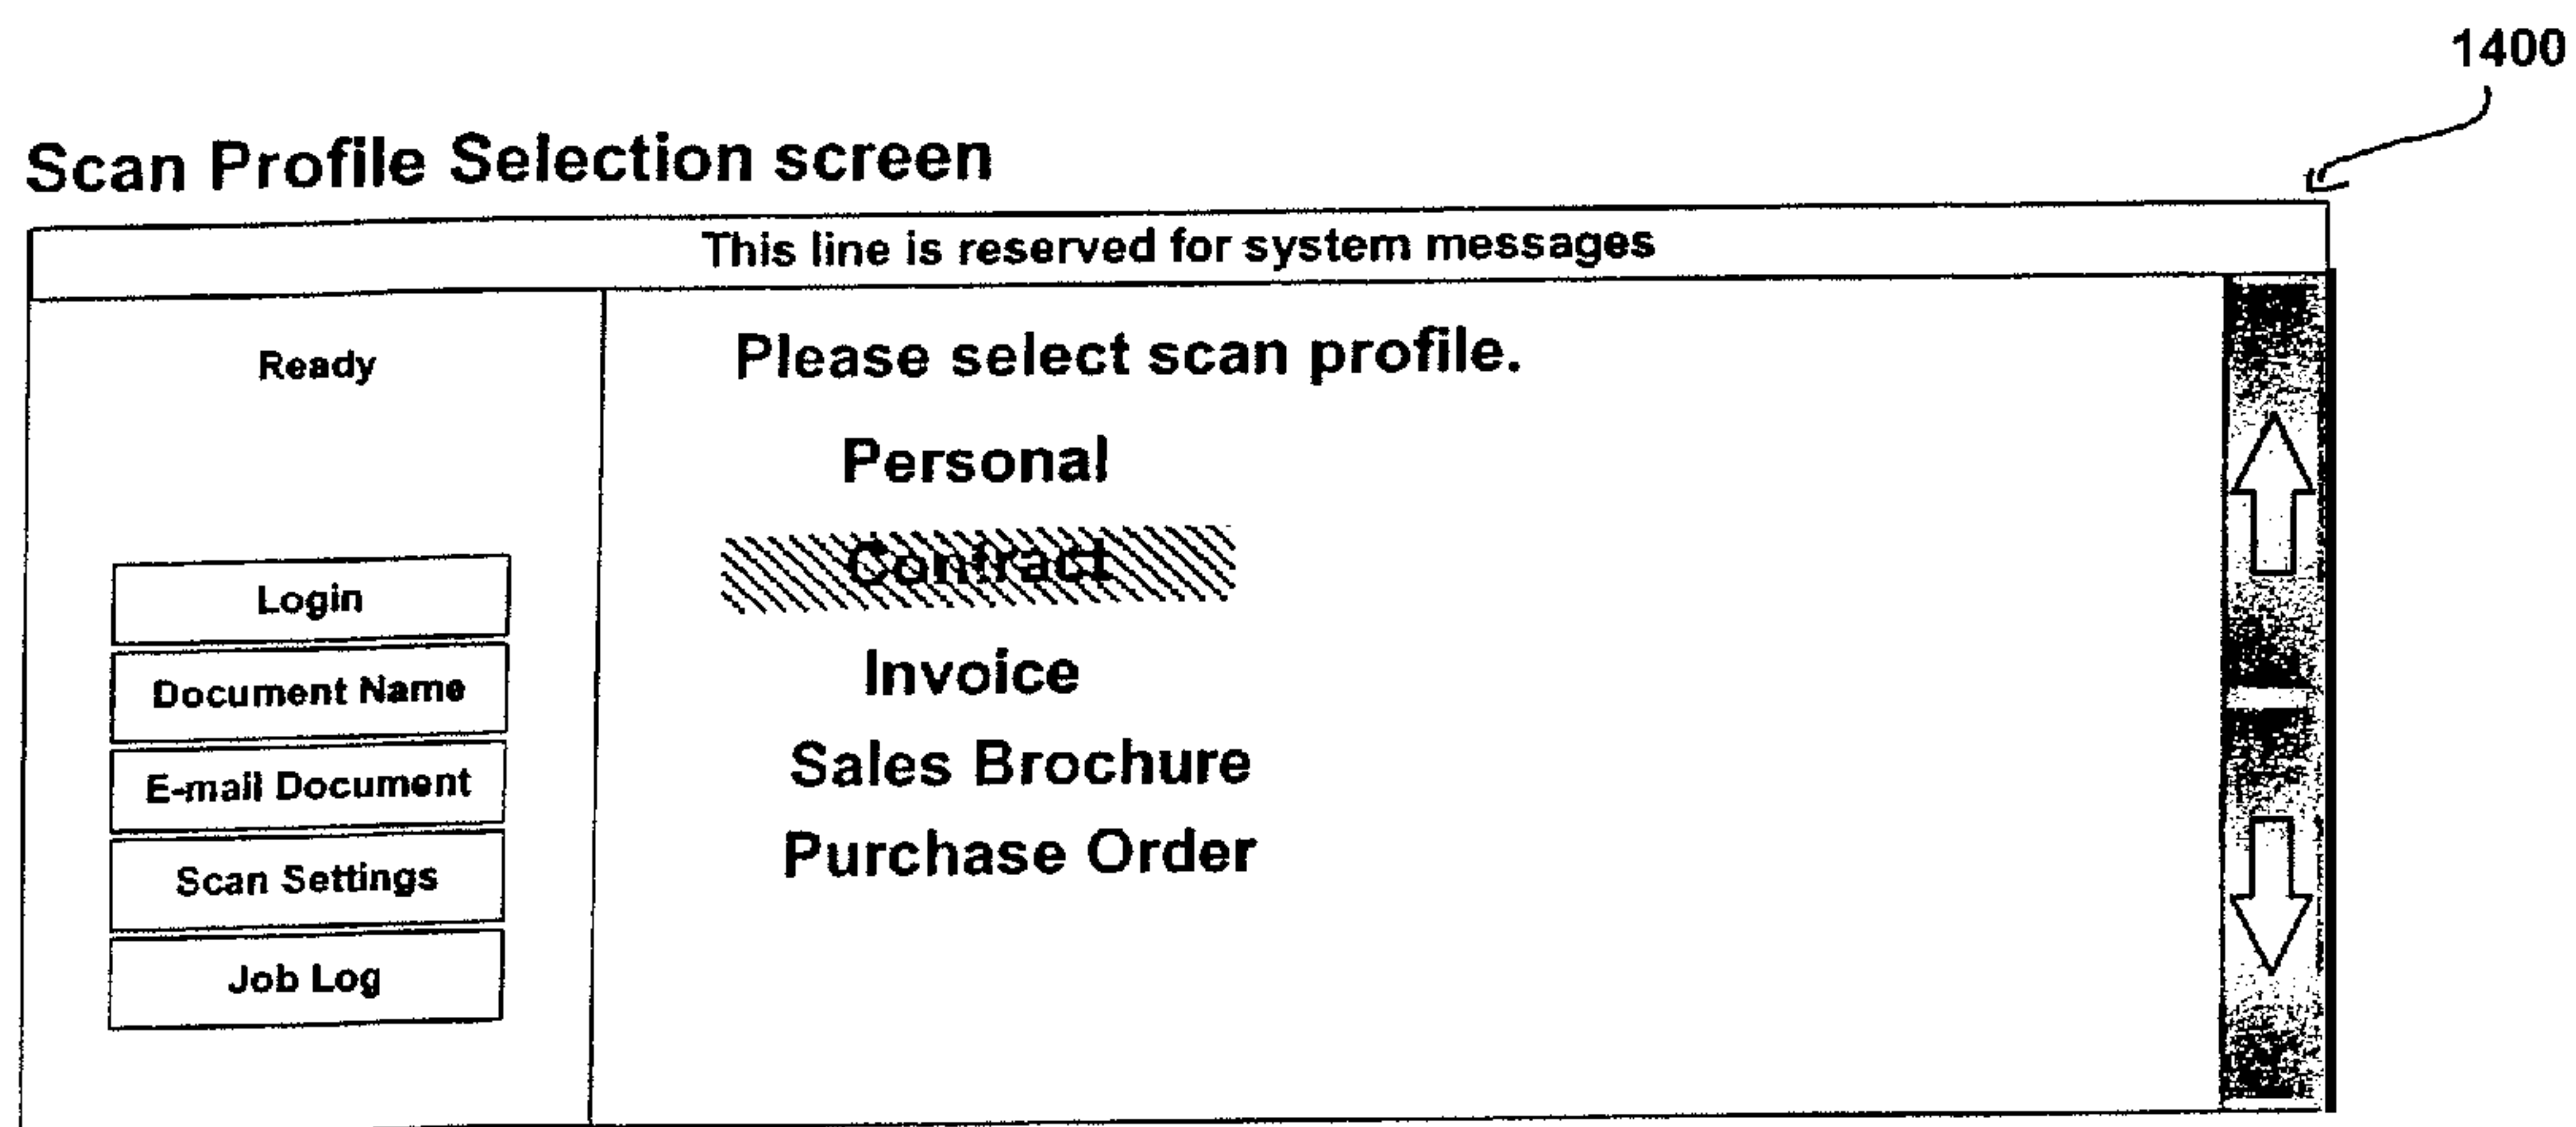 1400
Scan Profile Selection screen
This line is reserved for system messages
Ready
Login
Document Name
E-mail Document
Scan Settings
Job Log
Please select scan profile.
Personal
Contract
Invoice
Sales Brochure
Purchase Order